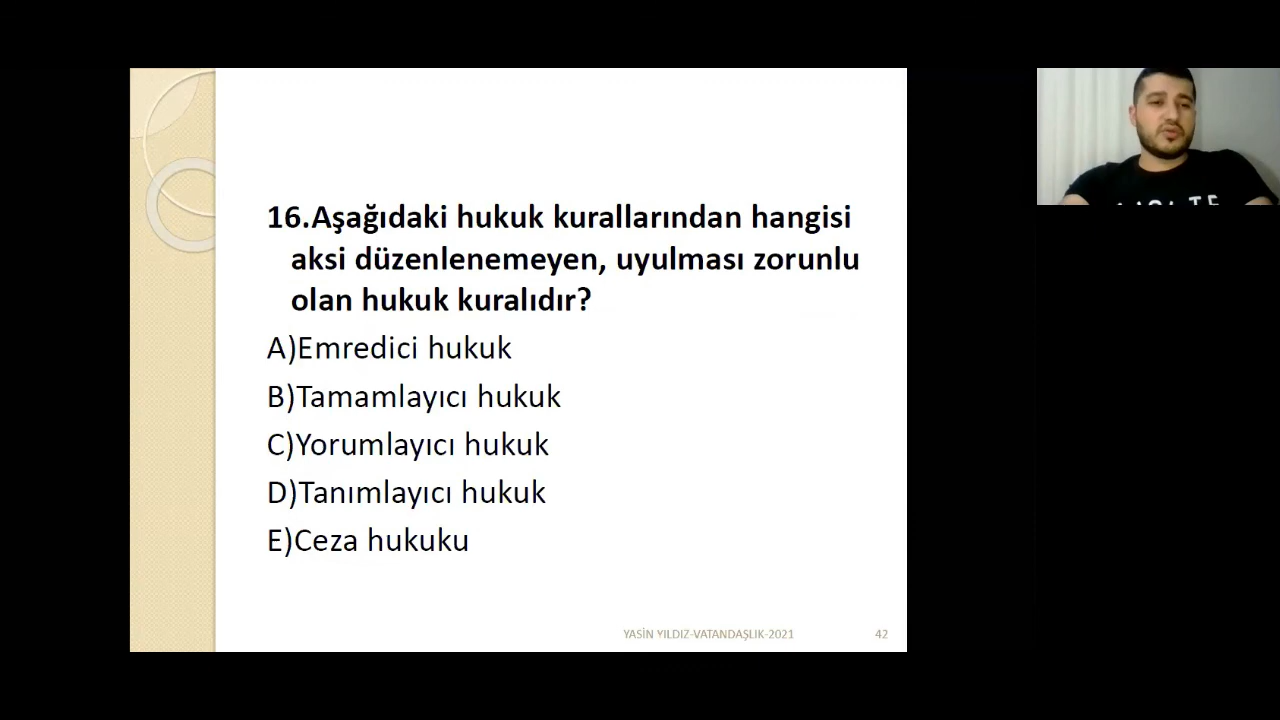 16.Aşağıdaki hukuk kurallarından hangisi
aksi düzenlenemeyen, uyulması zorunlu
olan hukuk kuralıdır?
A)Emredici hukuk
B)Tamamlayıcı hukuk
C)Yorumlayıcı hukuk
D)Tanımlayıcı hukuk
E)Ceza hukuku
YASİN YILDIZ-VATANDAŞLIK-2021
42